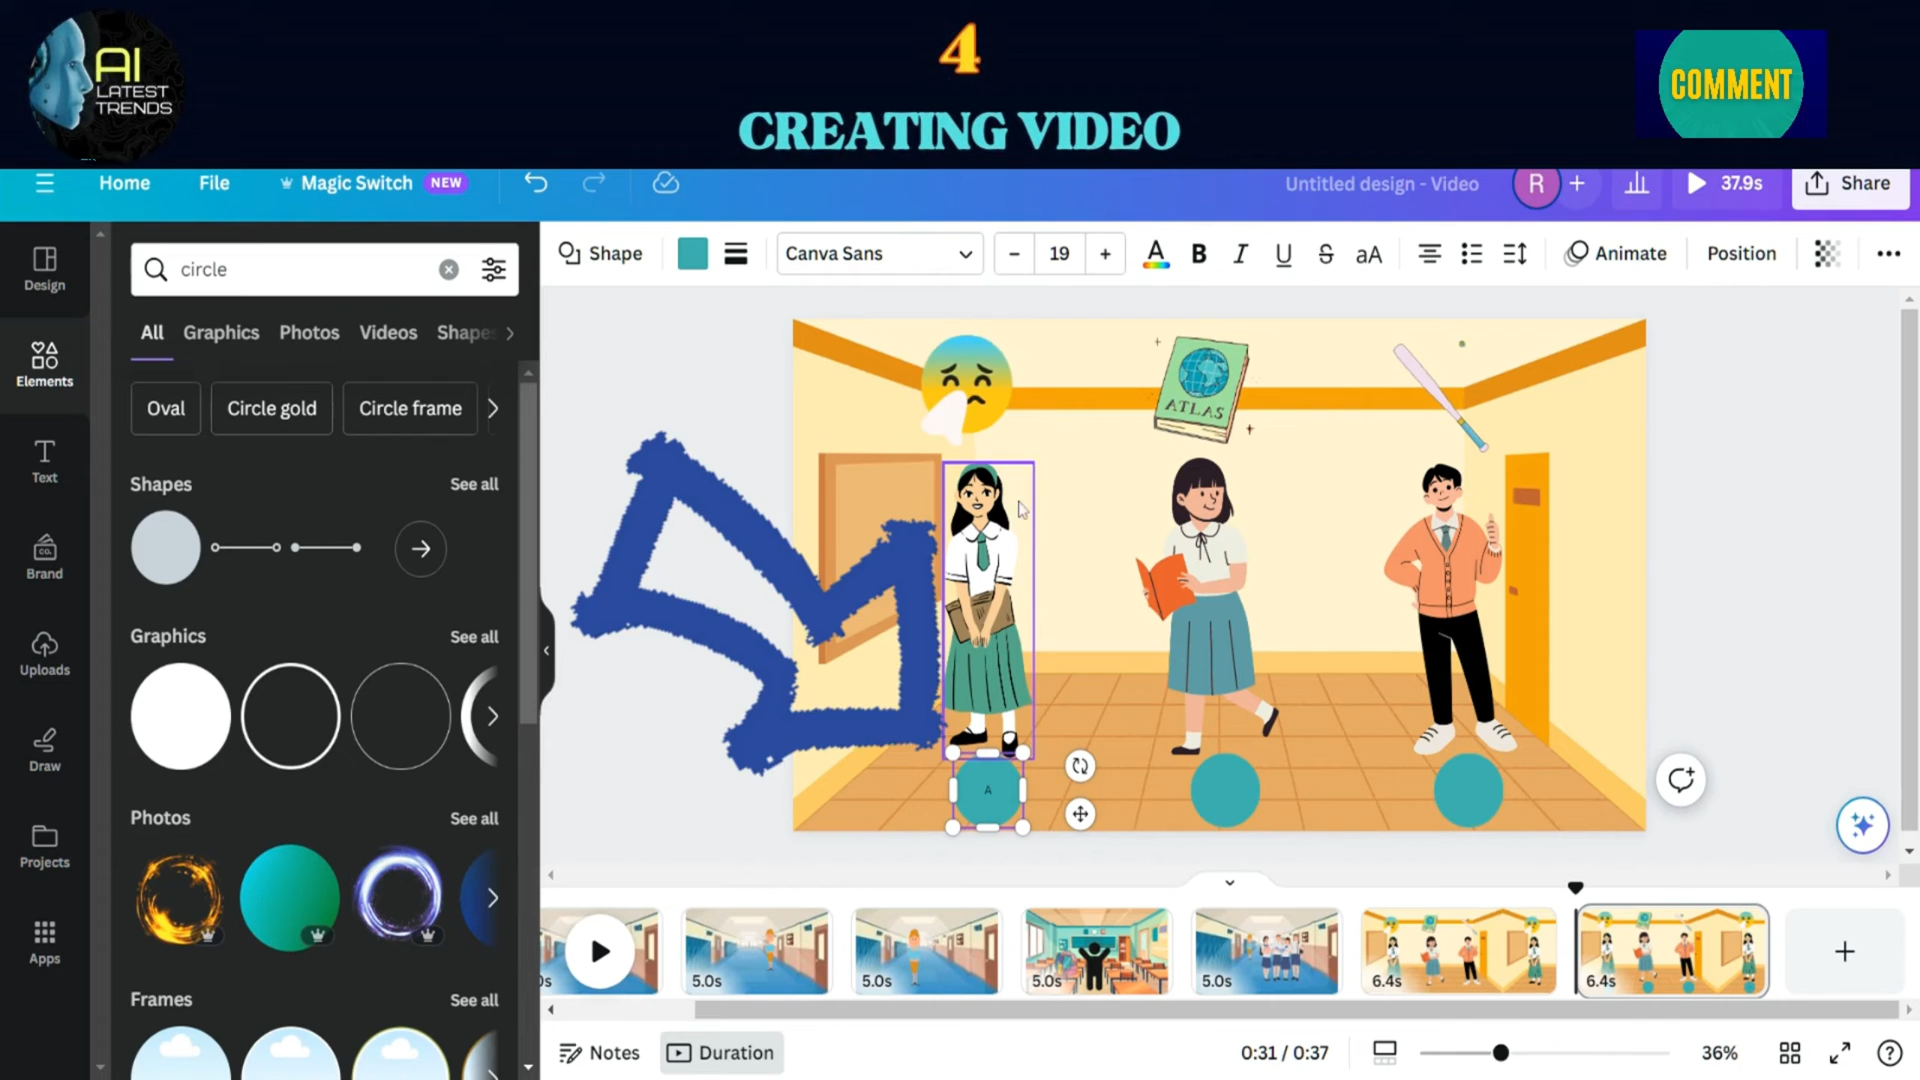 AI
LATEST
TRENDS
4
CREATING VIDEO
COMMENT
Home
File
Magic Switch
NEW
Untitled design - Video
R
37.9s
Share
Design
Elements
Text
Brand
CO.
Uploads
Draw
Projects
Apps
circle
All
Graphics
Photos
Videos
Shapes
Oval
Circle gold
Circle frame
Shapes
See all
Graphics
See all
Photos
See all
Frames
See all
Shape
Canva Sans
19
A
B
I
U
S
aA
Animate
Position
ATLAS
A
0s
5.0s
5.0s
5.0s
5.0s
6.4s
6.4s
Notes
Duration
0:31 / 0:37
36%